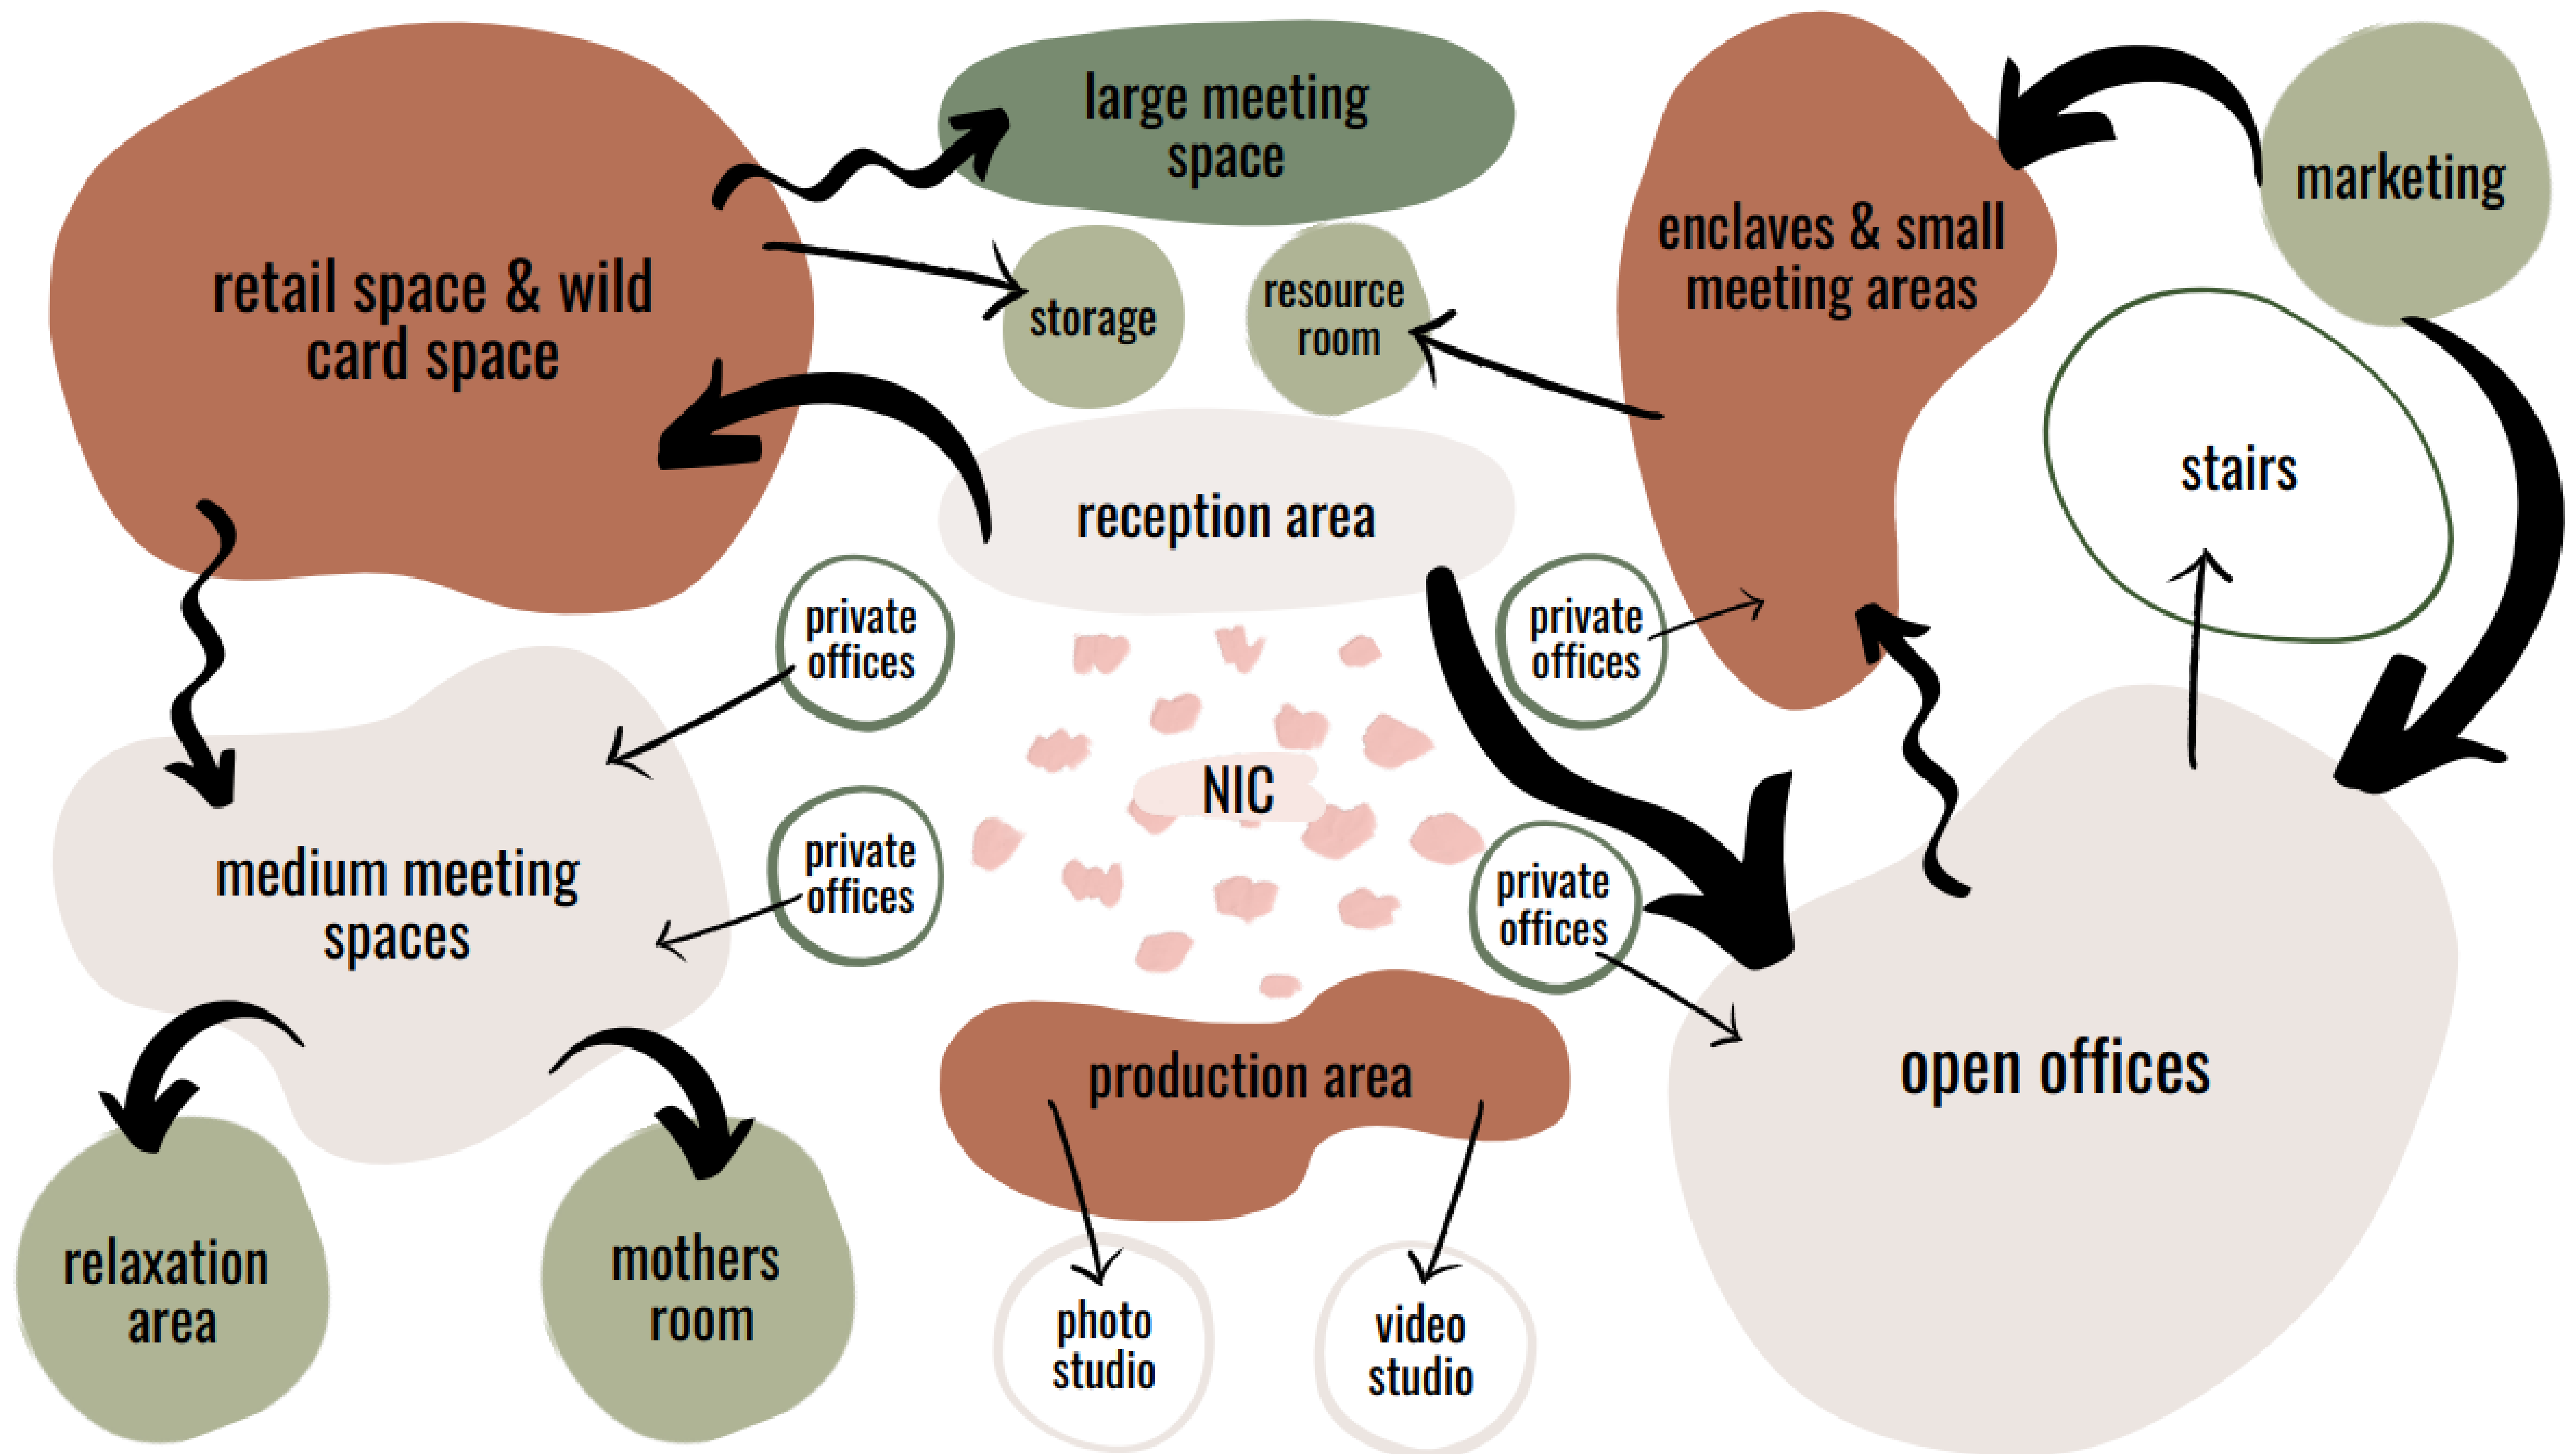 large meeting
space
marketing
enclaves & small
meeting areas
retail space & wild
card space
storage
resource
room
stairs
reception area
private
offices
private
offices
NIC
private
offices
private
offices
medium meeting
spaces
open offices
production area
relaxation
area
mothers
room
photo
studio
video
studio